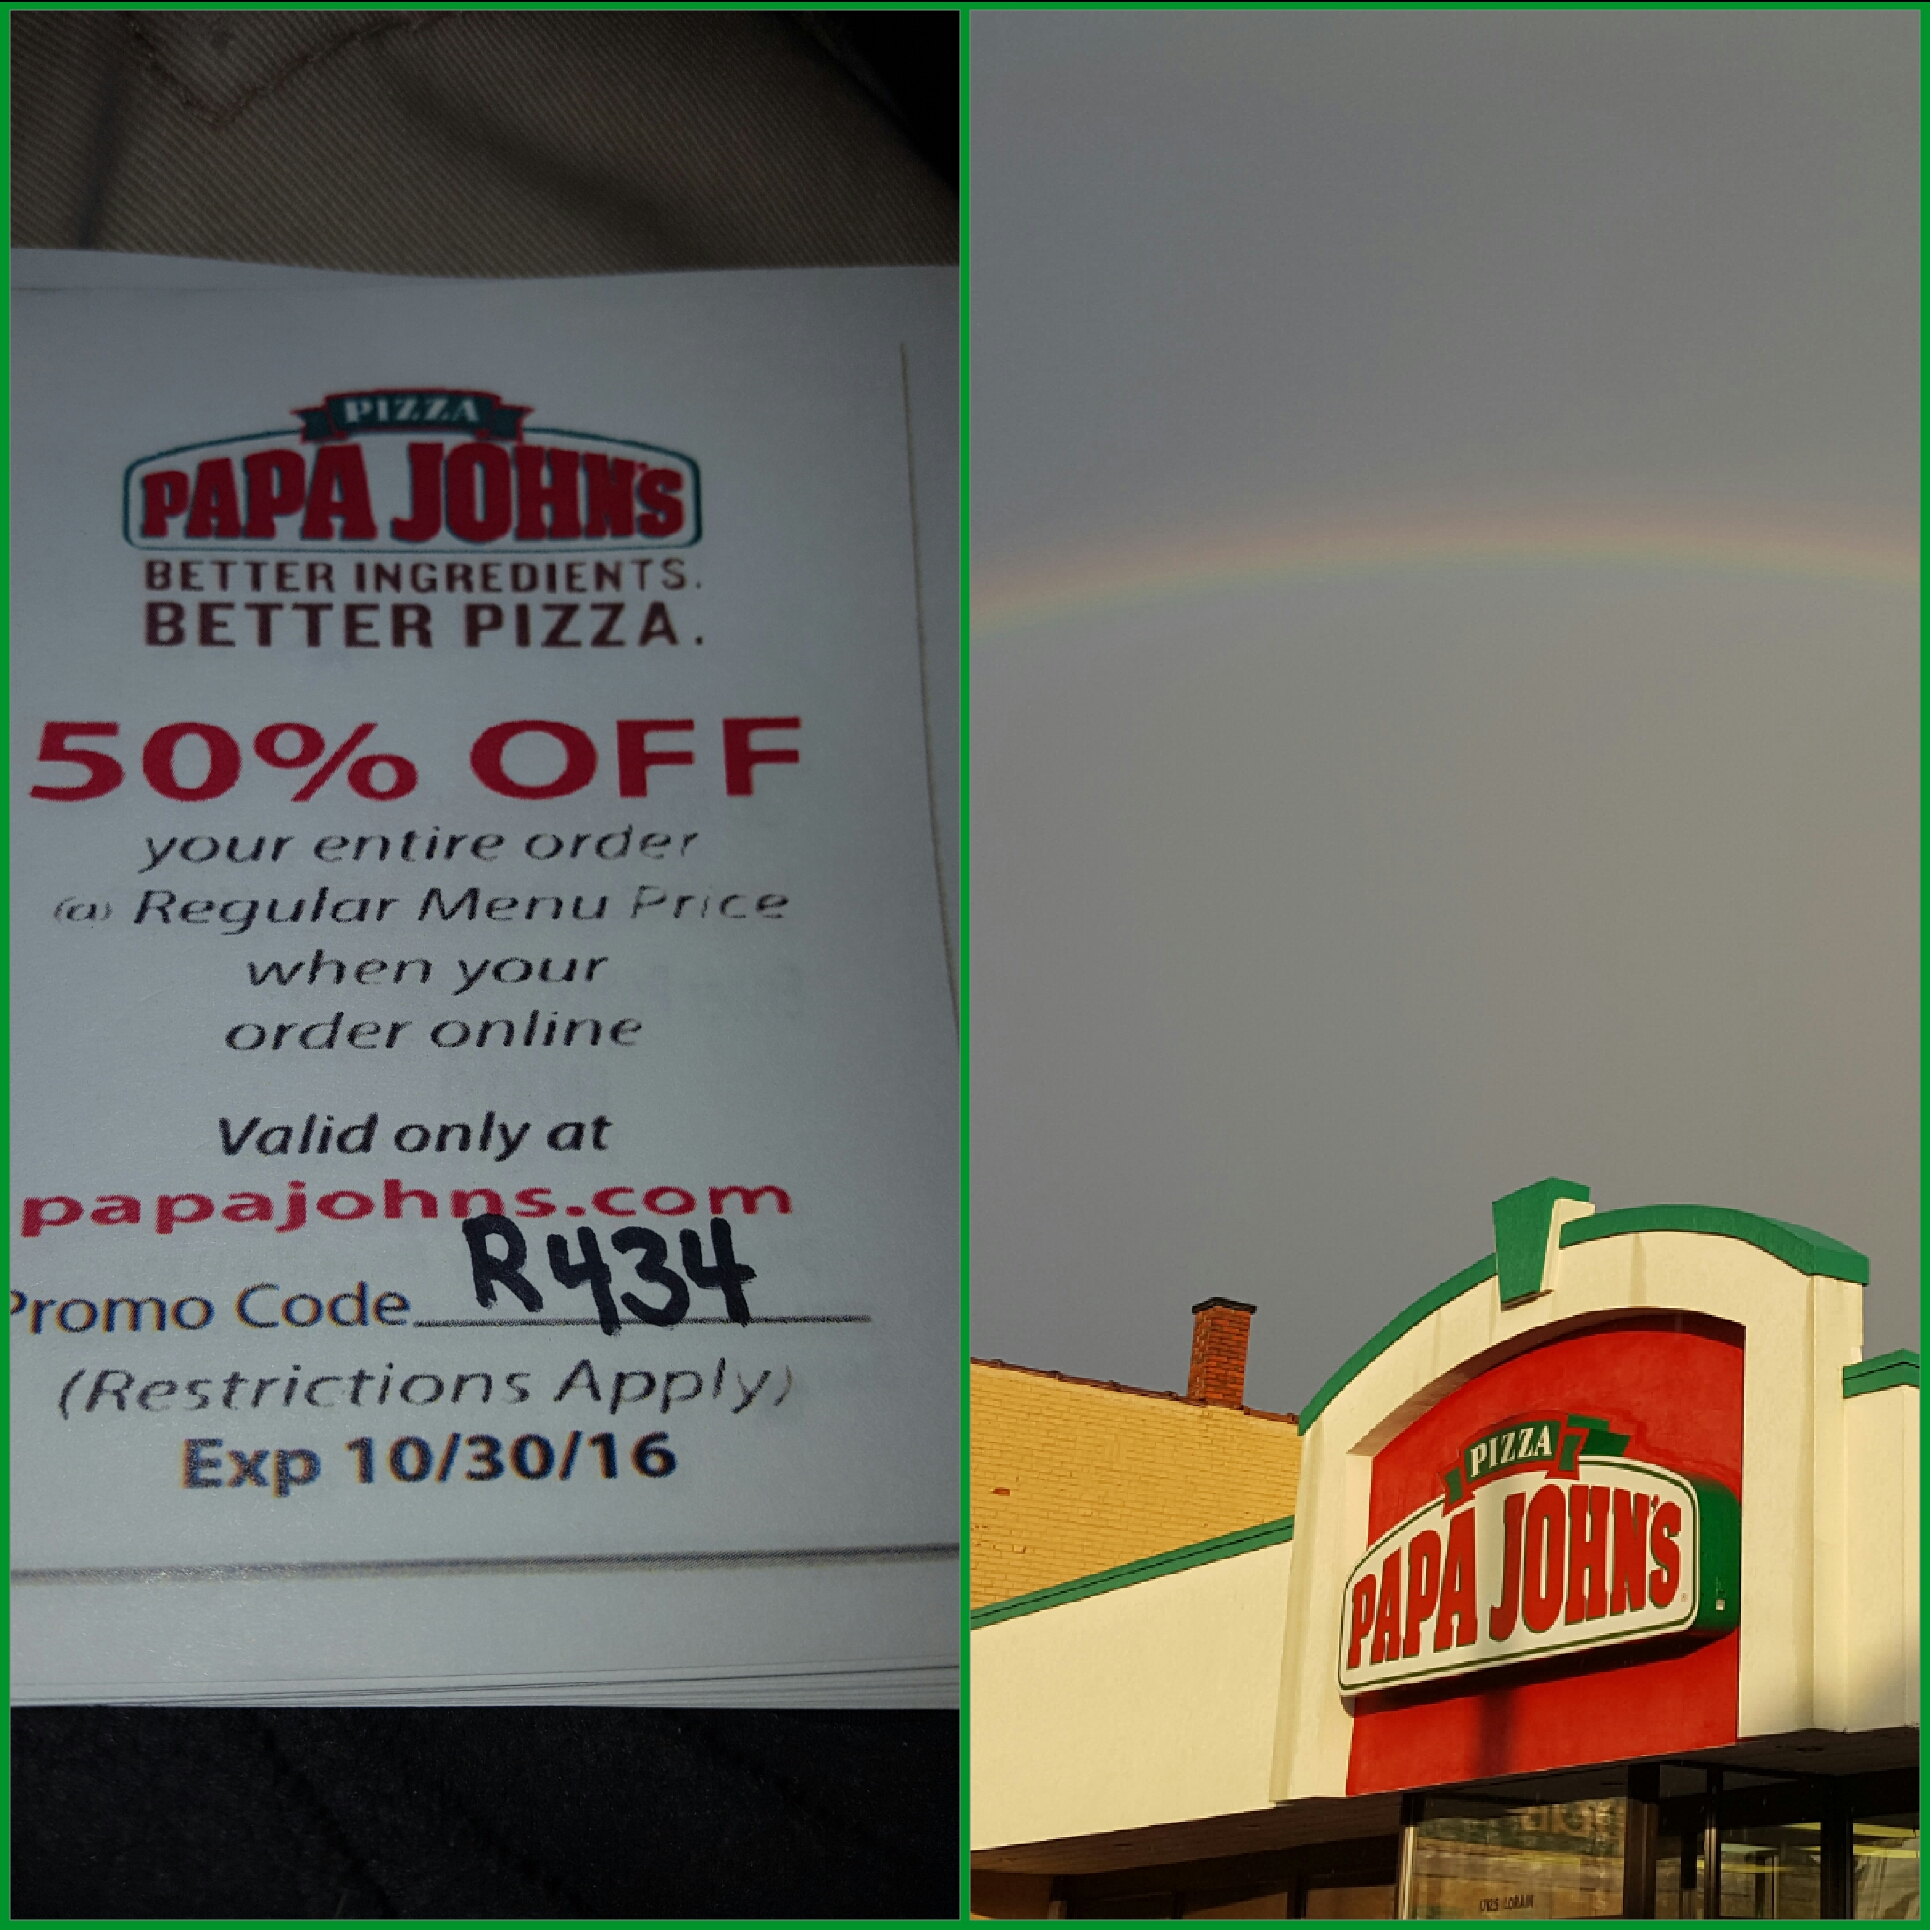 PIZZA
PAPA JOHN'S
BETTER INGREDIENTS.
BETTER PIZZA.
50% OFF
your entire order
(a) Regular Menu Price
when your
order online
Valid only at
papajohns.com
Promo Code R434
(Restrictions Apply)
Exp 10/30/16
PIZZA
PAPA JOHN'S
LORAIN